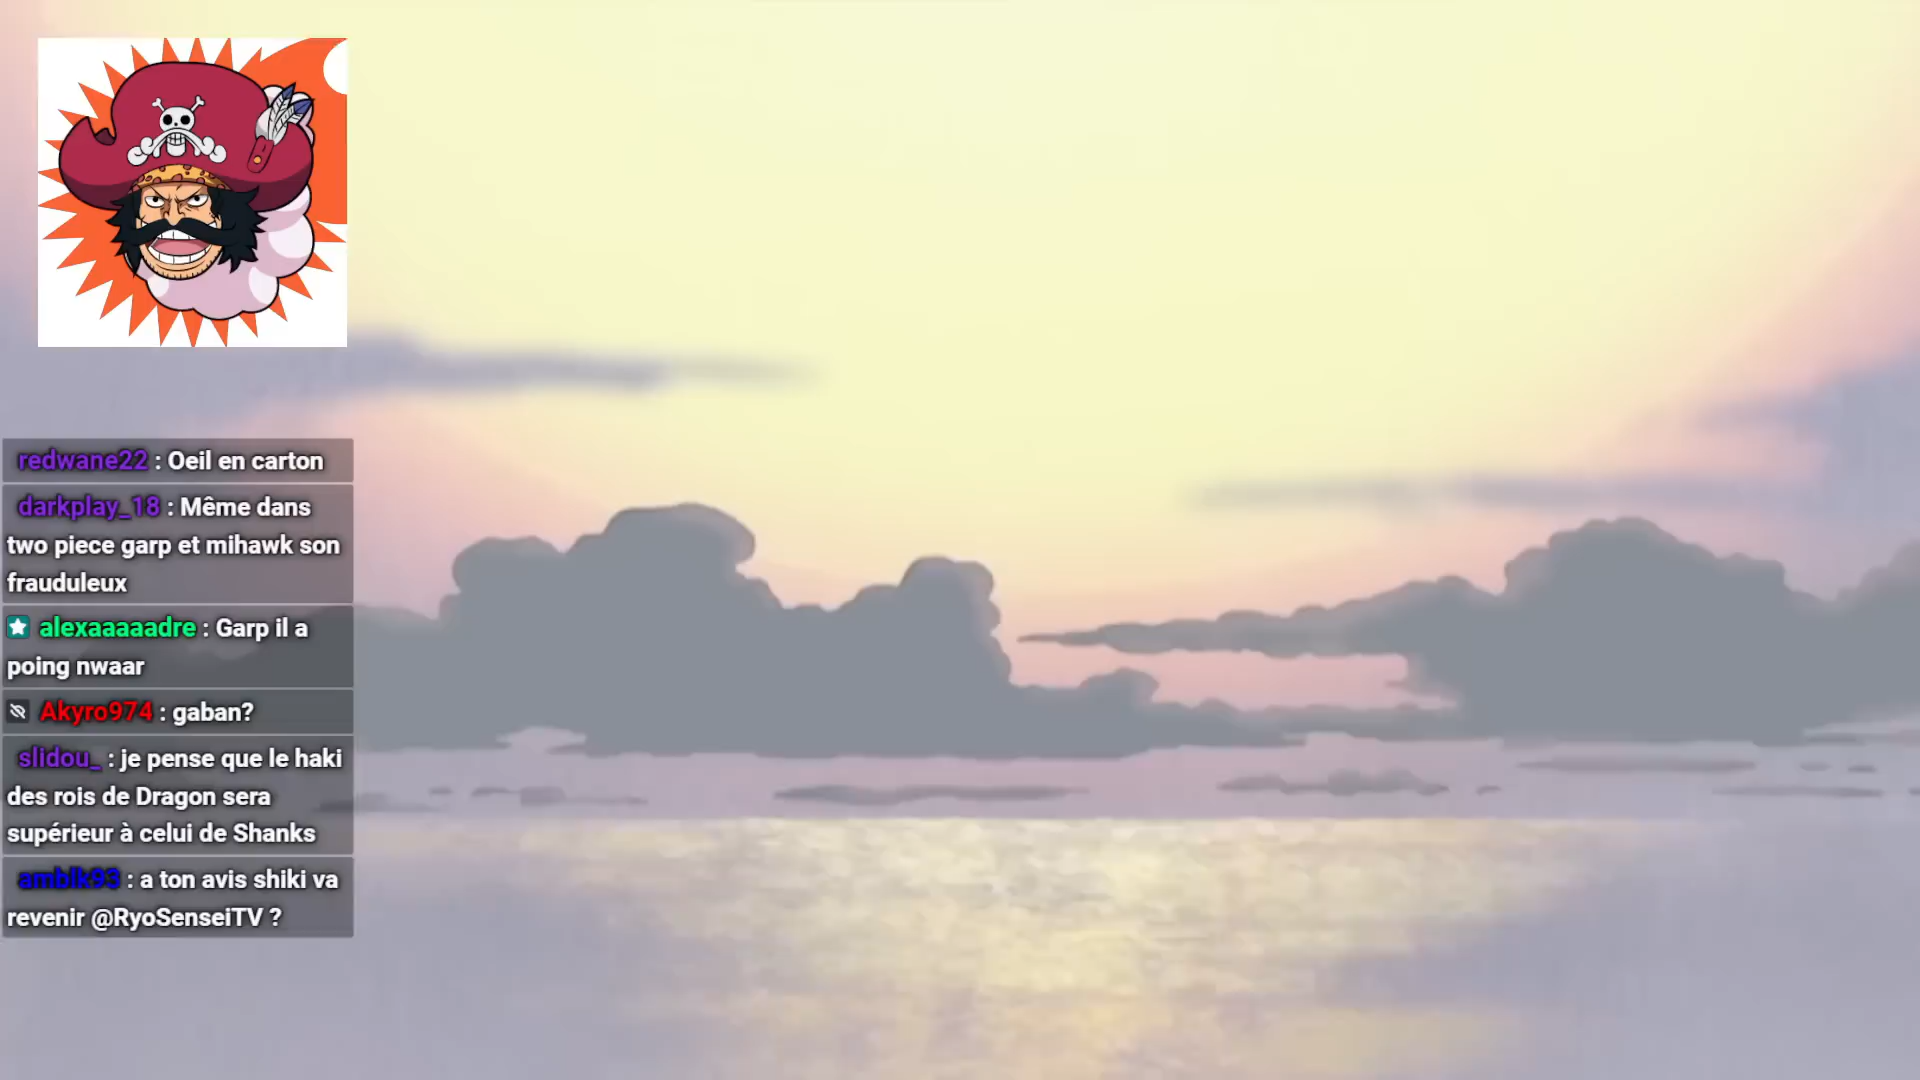 redwane22 : Oeil en carton
darkplay_18 : Même dans
two piece garp et mihawk son
frauduleux
alexaaaaadre : Garp il a
poing nwaar
Akyro974 : gaban?
slidou_ : je pense que le haki
des rois de Dragon sera
supérieur à celui de Shanks
amblk93 : a ton avis shiki va
revenir @RyoSenseiTV ?